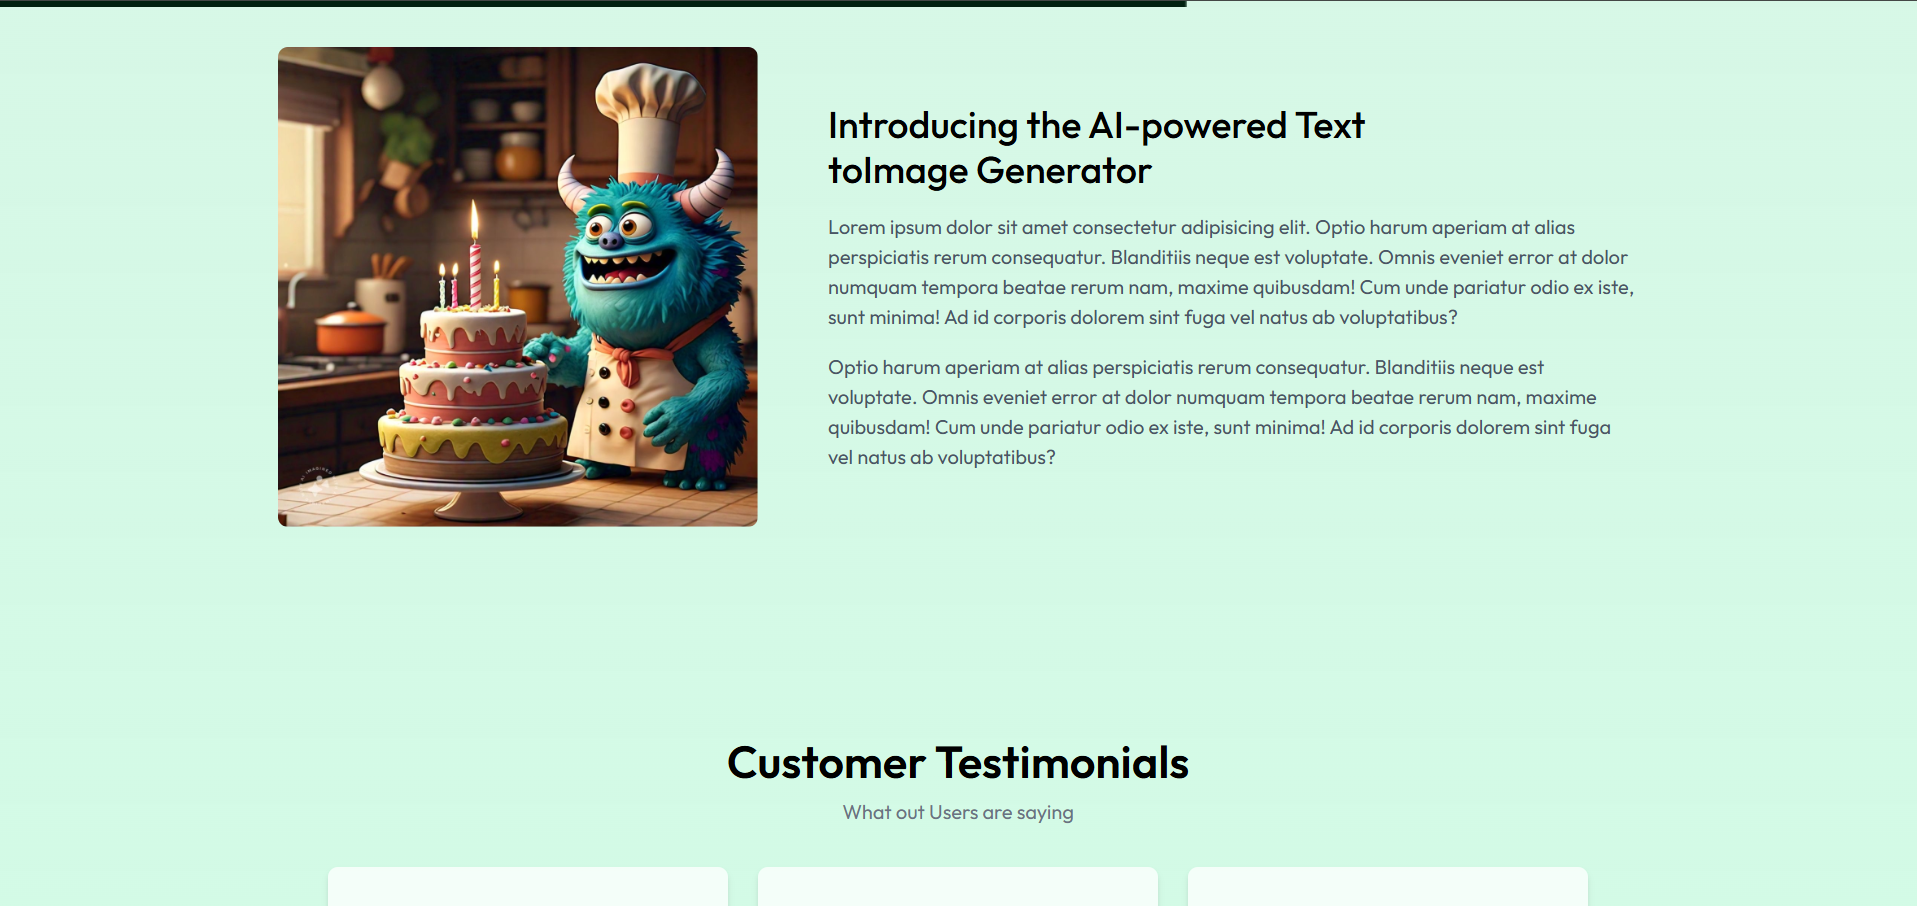 Introducing the AI-powered Text
toImage Generator
Lorem ipsum dolor sit amet consectetur adipisicing elit. Optio harum aperiam at alias
perspiciatis rerum consequatur. Blanditiis neque est voluptate. Omnis eveniet error at dolor
numquam tempora beatae rerum nam, maxime quibusdam! Cum unde pariatur odio ex iste,
sunt minima! Ad id corporis dolorem sint fuga vel natus ab voluptatibus?
Optio harum aperiam at alias perspiciatis rerum consequatur. Blanditiis neque est
voluptate. Omnis eveniet error at dolor numquam tempora beatae rerum nam, maxime
quibusdam! Cum unde pariatur odio ex iste, sunt minima! Ad id corporis dolorem sint fuga
vel natus ab voluptatibus?
Customer Testimonials
What out Users are saying